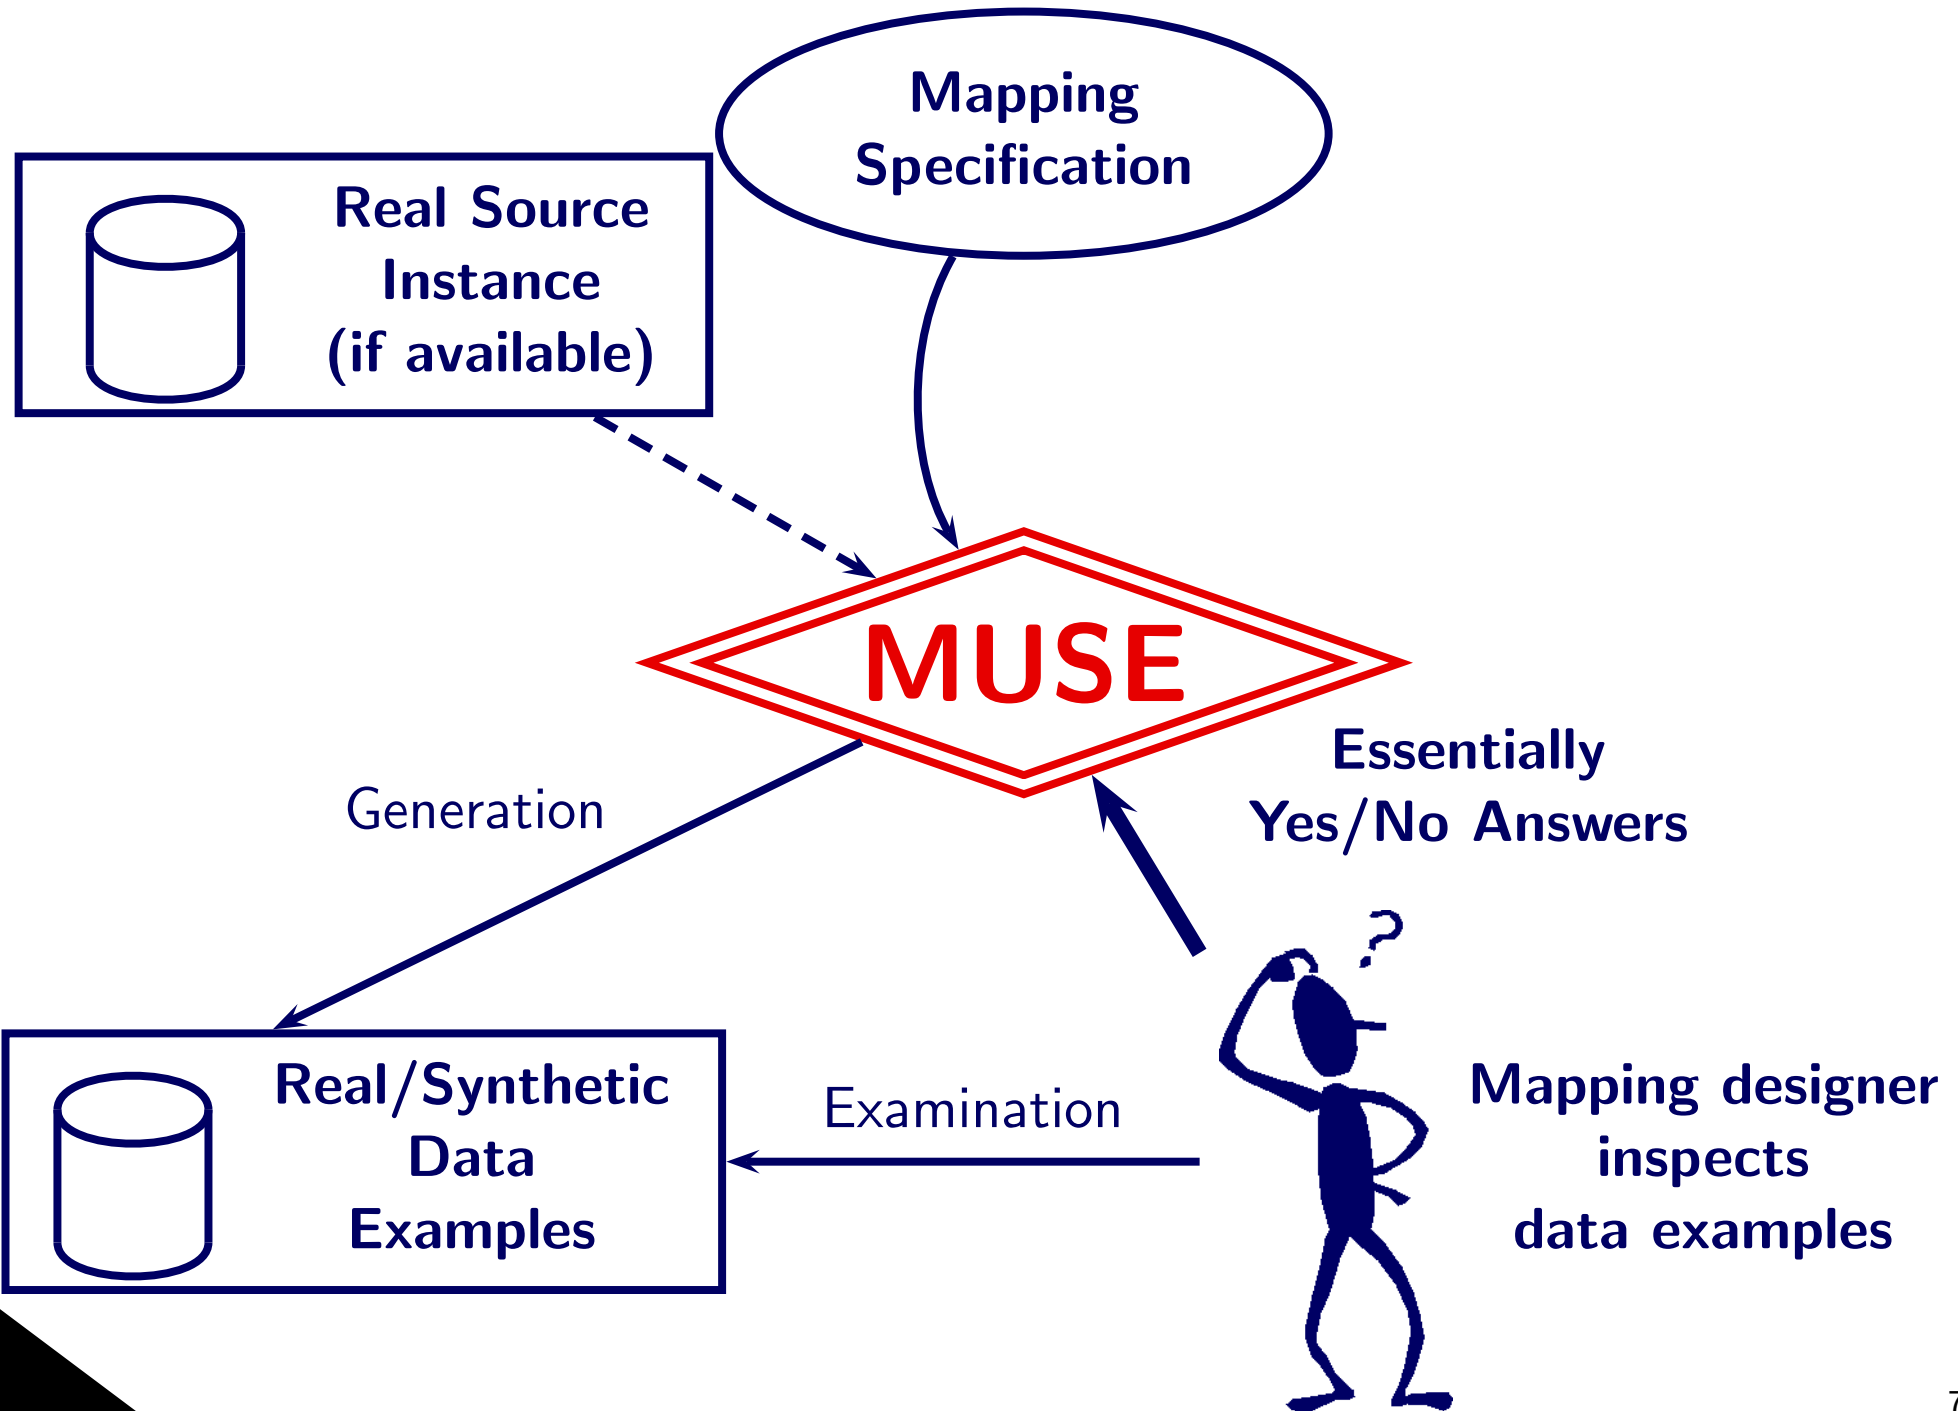 Mapping
Specification
Real Source
Instance
(if available)
MUSE
Essentially
Yes/No Answers
Generation
?
Real/Synthetic
Data
Examples
Examination
Mapping designer
inspects
data examples